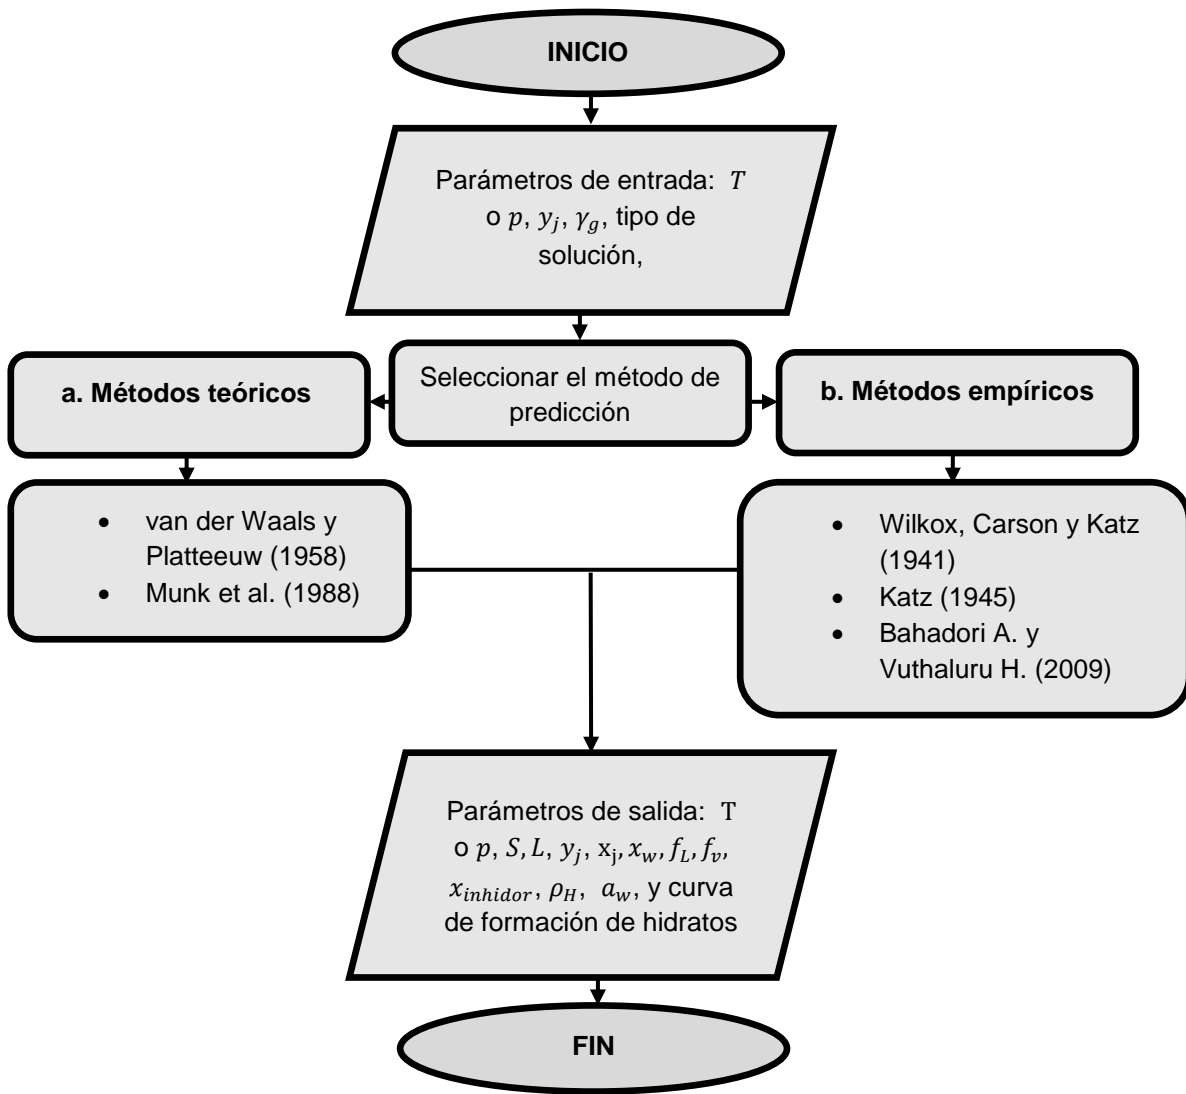 INICIO
Parámetros de entrada: T
o p, y_j, γ_g, tipo de
solución,
Seleccionar el método de
predicción
a. Métodos teóricos
b. Métodos empíricos
• van der Waals y
Platteeuw (1958)
• Munk et al. (1988)
• Wilkox, Carson y Katz
(1941)
• Katz (1945)
• Bahadori A. y
Vuthaluru H. (2009)
Parámetros de salida: T
o p, S, L, y_j, x_j, x_w, f_L, f_v,
x_inhidor, ρ_H, a_w, y curva
de formación de hidratos
FIN